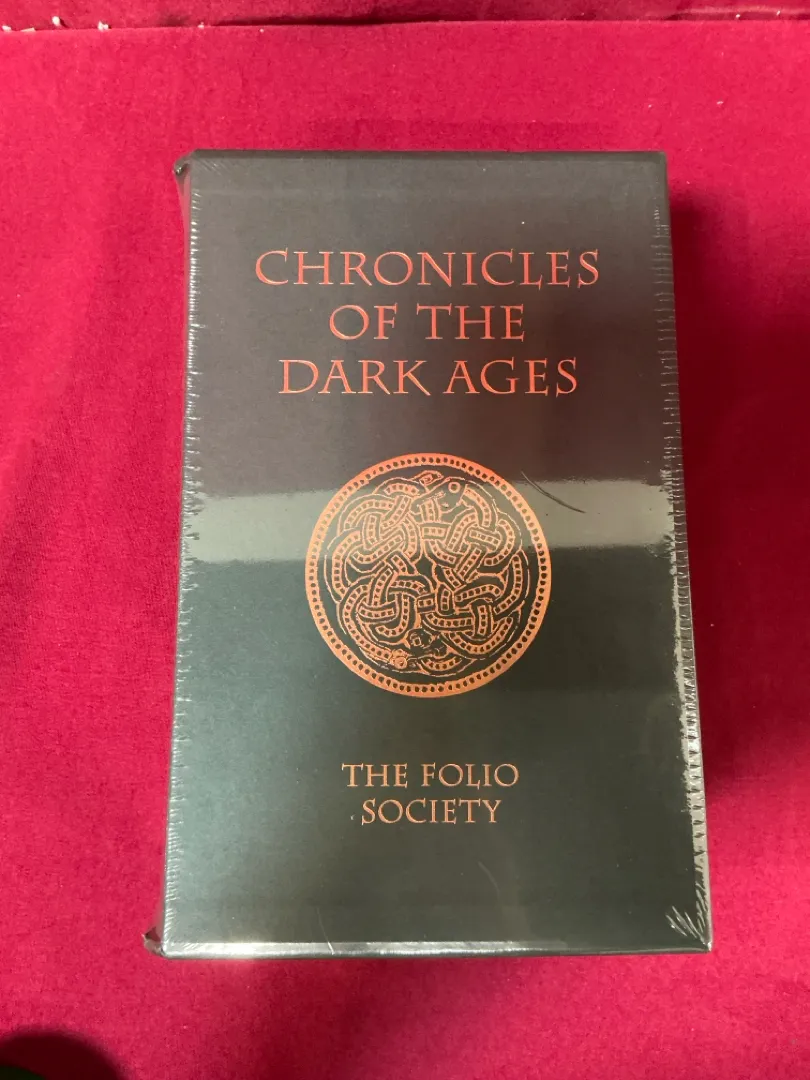 CHRONICLES
OF THE
DARK AGES
THE FOLIO
SOCIETY